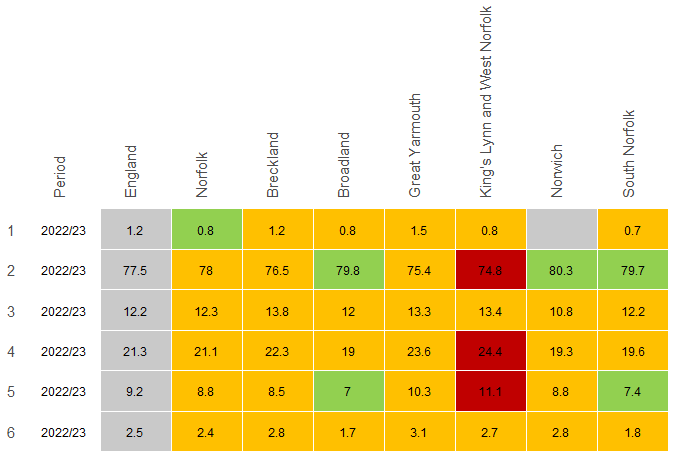 Period England Norfolk Breckland Broadland Great Yarmouth King's Lynn and West Norfolk Norwich South Norfolk
1 2022/23 1.2 0.8 1.2 0.8 1.5 0.8 0.7
2 2022/23 77.5 78 76.5 79.8 75.4 74.8 80.3 79.7
3 2022/23 12.2 12.3 13.8 12 13.3 13.4 10.8 12.2
4 2022/23 21.3 21.1 22.3 19 23.6 24.4 19.3 19.6
5 2022/23 9.2 8.8 8.5 7 10.3 11.1 8.8 7.4
6 2022/23 2.5 2.4 2.8 1.7 3.1 2.7 2.8 1.8